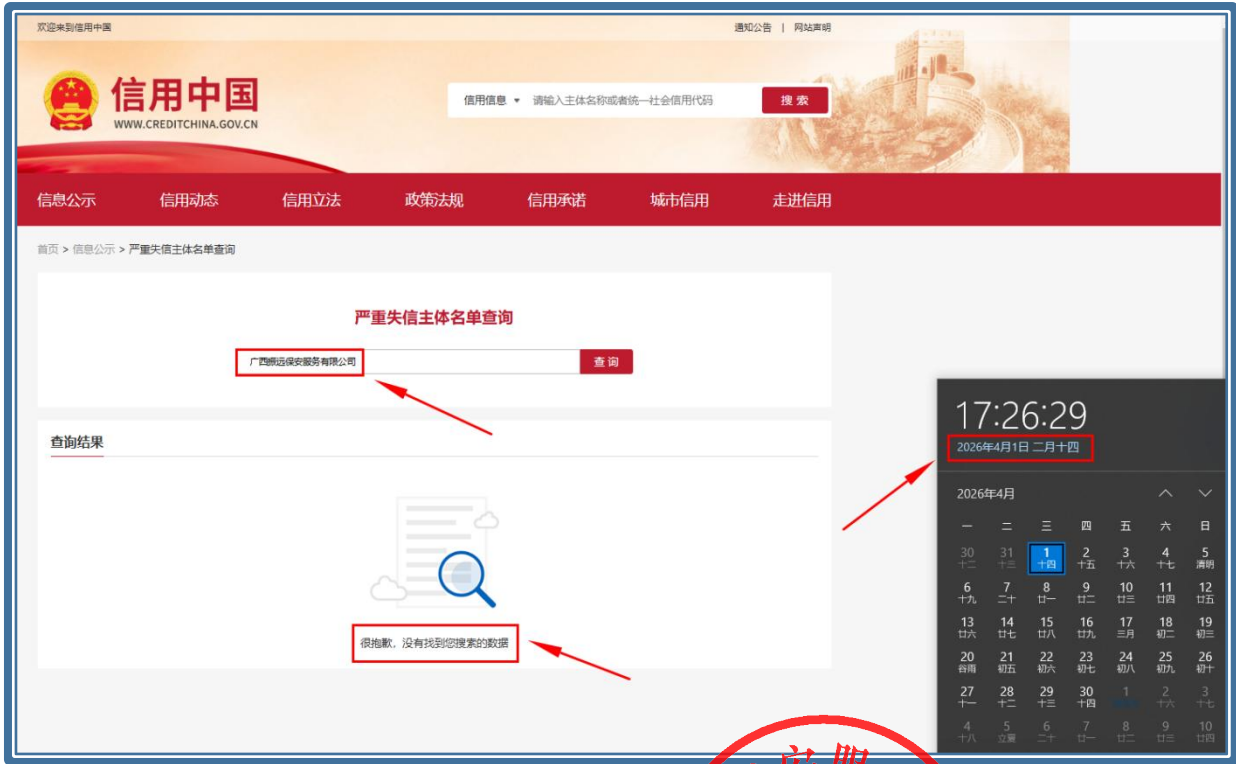 欢迎来到信用中国
通知公告 | 网站声明
信用中国
WWW.CREDITCHINA.GOV.CN
信用信息 请输入主体名称或者统一社会信用代码 搜索
信息公示 信用动态 信用立法 政策法规 信用承诺 城市信用 走进信用
首页 > 信息公示 > 严重失信主体名单查询
严重失信主体名单查询
广西 远保安服务有限公司 查询
查询结果
很抱歉,没有找到您搜索的数据
17:26:29
2026年4月1日 二月十四
2026年4月
一 二 三 四 五 六 日
30 31 1 2 3 4 5
十二 十三 十四 十五 十六 十七 清明
6 7 8 9 10 11 12
十九 二十 廿一 廿二 廿三 廿四 廿五
13 14 15 16 17 18 19
廿六 廿七 廿八 廿九 三月 初二 初三
20 21 22 23 24 25 26
谷雨 初五 初六 初七 初八 初九 初十
27 28 29 30 1 2 3
十一 十二 十三 十四 十六 十七
4 5 6 7 8 9 10
十八 立夏 二十 廿一 廿二 廿三 廿四